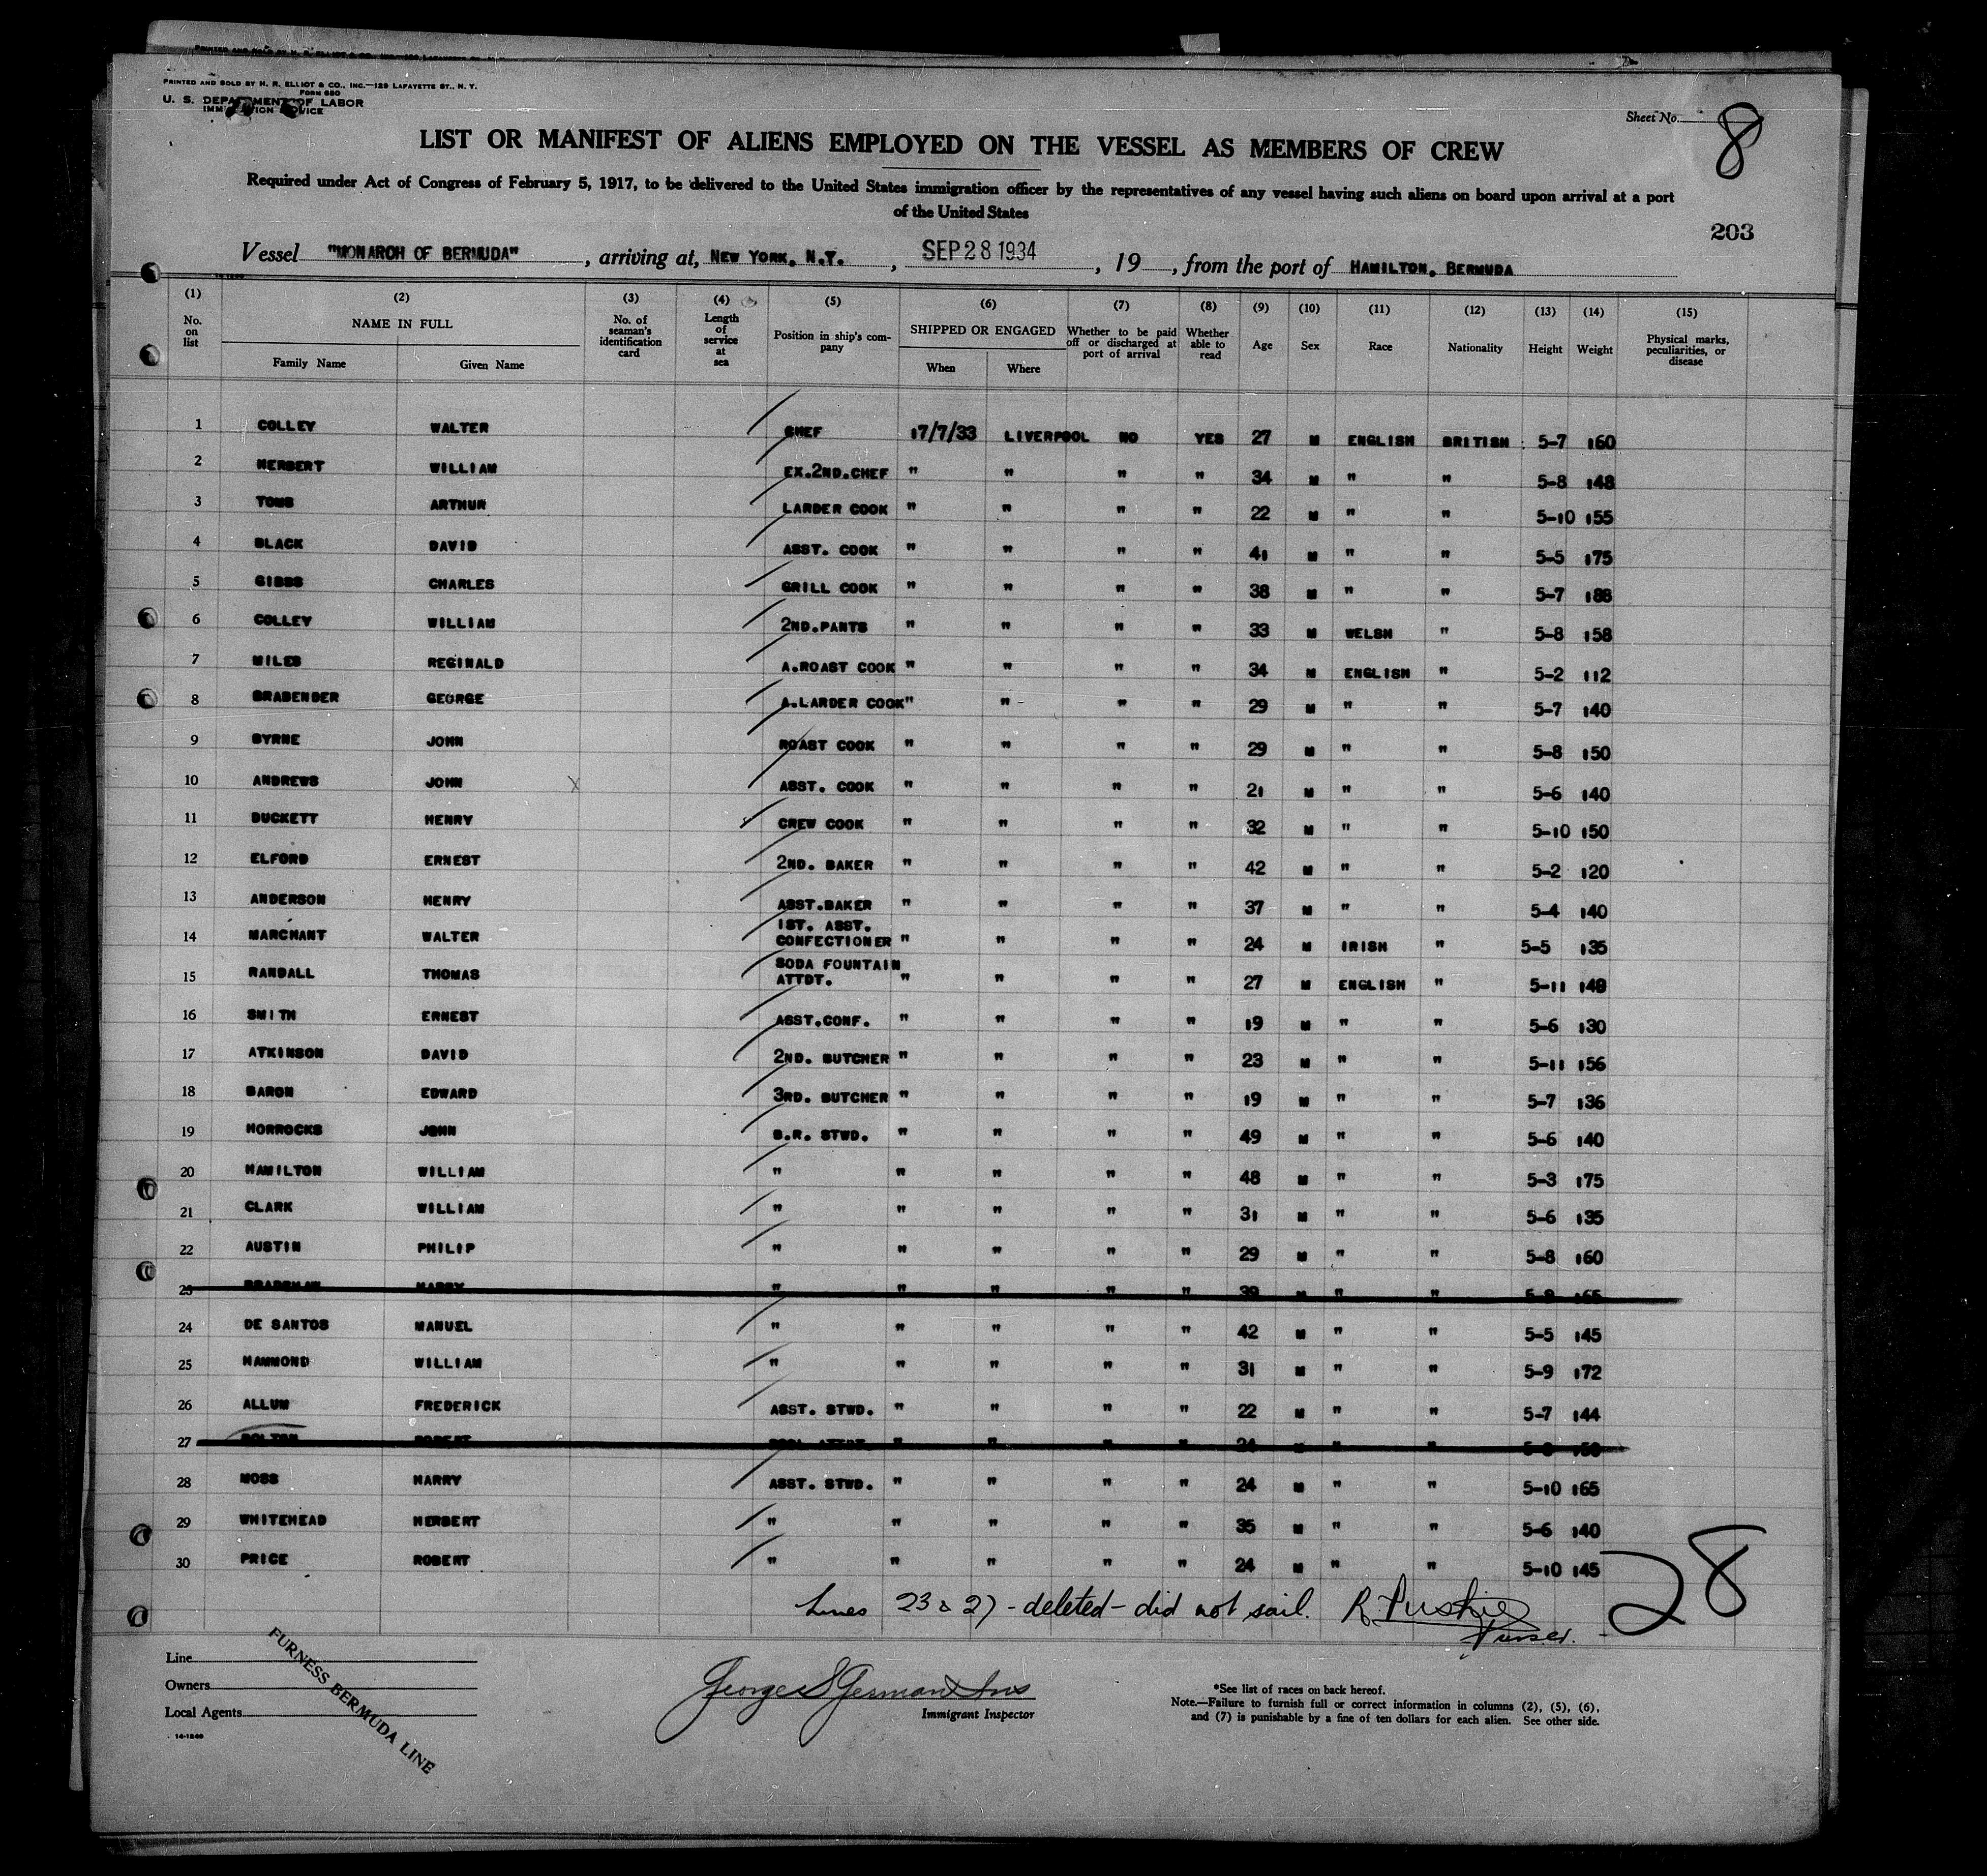 PRINTED AND SOLD BY H. R. ELLIOT & CO., INC.—129 LAFAYETTE ST., N. Y.
FORM 680
U. S. DEPARTMENT OF LABOR
IMMIGRATION SERVICE
Sheet No. 8
LIST OR MANIFEST OF ALIENS EMPLOYED ON THE VESSEL AS MEMBERS OF CREW
Required under Act of Congress of February 5, 1917, to be delivered to the United States immigration officer by the representatives of any vessel having such aliens on board upon arrival at a port
of the United States
203
Vessel "MONARCH OF BERMUDA", arriving at, NEW YORK, N.Y., SEP 28 1934, 19 , from the port of HAMILTON, BERMUDA
(1) (2) (3) (4) (5) (6) (7) (8) (9) (10) (11) (12) (13) (14) (15)
No. on list NAME IN FULL Family Name Given Name No. of seaman's identification card Length of service at sea Position in ship's company SHIPPED OR ENGAGED When Where Whether to be paid off or discharged at port of arrival Whether able to read Age Sex Race Nationality Height Weight Physical marks, peculiarities, or disease
1 COLLEY WALTER CHEF 17/7/33 LIVERPOOL NO YES 27 M ENGLISH BRITISH 5-7 160
2 HERBERT WILLIAM EX.2ND.CHEF " " " " 34 M " " 5-8 148
3 TOMS ARTHUR LARDER COOK " " " " 22 M " " 5-10 155
4 BLACK DAVID ASST. COOK " " " " 41 M " " 5-5 175
5 GIBBS CHARLES GRILL COOK " " " " 38 M " " 5-7 188
6 COLLEY WILLIAM 2ND.PANTS " " " " 33 M WELSH " 5-8 158
7 MILES REGINALD A.ROAST COOK " " " " 34 M ENGLISH " 5-2 112
8 BRABENDER GEORGE A.LARDER COOK " " " " 29 M " " 5-7 140
9 BYRNE JOHN ROAST COOK " " " " 29 M " " 5-8 150
10 ANDREWS JOHN X ASST. COOK " " " " 21 M " " 5-6 140
11 DUCKETT HENRY CREW COOK " " " " 32 M " " 5-10 150
12 ELFORD ERNEST 2ND. BAKER " " " " 42 M " " 5-2 120
13 ANDERSON HENRY ASST.BAKER " " " " 37 M " " 5-4 140
14 MARCHANT WALTER 1ST. ASST. CONFECTIONER " " " " 24 M IRISH " 5-5 135
15 RANDALL THOMAS SODA FOUNTAIN ATTDT. " " " " 27 M ENGLISH " 5-11 149
16 SMITH ERNEST ASST.CONF. " " " " 19 M " " 5-6 130
17 ATKINSON DAVID 2ND. BUTCHER " " " " 23 M " " 5-11 156
18 BARON EDWARD 3RD. BUTCHER " " " " 19 M " " 5-7 136
19 HORROCKS JOHN B.R. STWD. " " " " 49 M " " 5-6 140
20 HAMILTON WILLIAM " " " " " 48 M " " 5-3 175
21 CLARK WILLIAM " " " " " 31 M " " 5-6 135
22 AUSTIN PHILIP " " " " " 29 M " " 5-8 160
23 BRADSHAW HARRY " " " " " 39 M " " 5-9 165
24 DE SANTOS MANUEL " " " " " 42 M " " 5-5 145
25 HAMMOND WILLIAM " " " " " 31 M " " 5-9 172
26 ALLUM FREDERICK ASST. STWD. " " " " 22 M " " 5-7 144
27 BOLTON ROBERT ATTDT. " " " " 24 M " "
28 MOSS HARRY ASST. STWD. " " " " 24 M " " 5-10 165
29 WHITEHEAD HERBERT " " " " " 35 M " " 5-6 140
30 PRICE ROBERT " " " " " 24 M " " 5-10 145
Lines 23 & 27 - deleted - did not sail. R. Purser.
28
Line
Owners
Local Agents
FURNESS BERMUDA LINE
14-1240
George S German Ins
Immigrant Inspector
*See list of races on back hereof.
Note.—Failure to furnish full or correct information in columns (2), (5), (6),
and (7) is punishable by a fine of ten dollars for each alien. See other side.